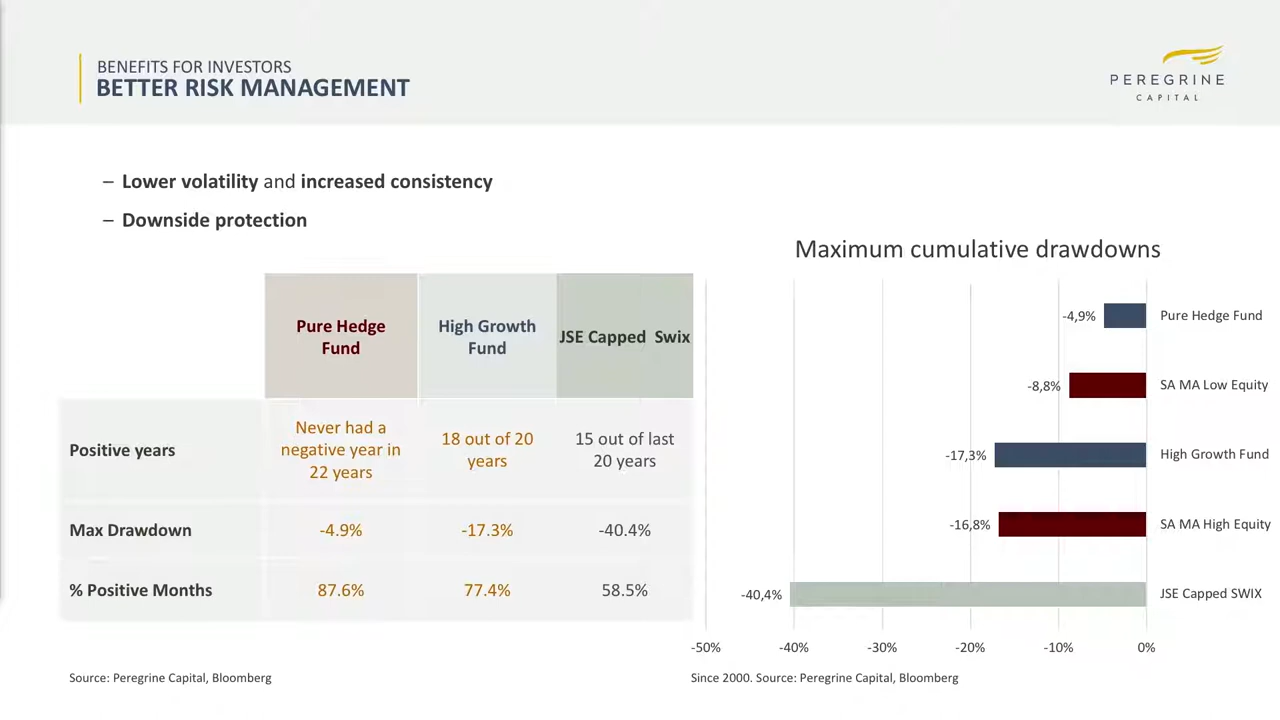 BENEFITS FOR INVESTORS
BETTER RISK MANAGEMENT
PEREGRINE
CAPITAL
– Lower volatility and increased consistency
– Downside protection
Pure Hedge
Fund
High Growth
Fund
JSE Capped Swix
Positive years
Never had a
negative year in
22 years
18 out of 20
years
15 out of last
20 years
Max Drawdown
-4.9%
-17.3%
-40.4%
% Positive Months
87.6%
77.4%
58.5%
Source: Peregrine Capital, Bloomberg
Maximum cumulative drawdowns
-4,9%
Pure Hedge Fund
-8,8%
SA MA Low Equity
-17,3%
High Growth Fund
-16,8%
SA MA High Equity
-40,4%
JSE Capped SWIX
-50%
-40%
-30%
-20%
-10%
0%
Since 2000. Source: Peregrine Capital, Bloomberg